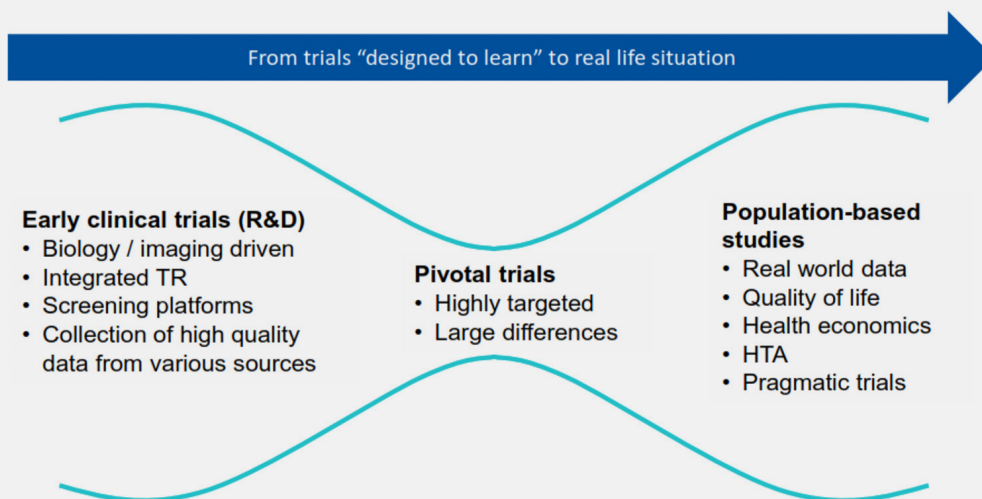 From trials “designed to learn” to real life situation
Early clinical trials (R&D)
• Biology / imaging driven
• Integrated TR
• Screening platforms
• Collection of high quality
data from various sources
Pivotal trials
• Highly targeted
• Large differences
Population-based
studies
• Real world data
• Quality of life
• Health economics
• HTA
• Pragmatic trials